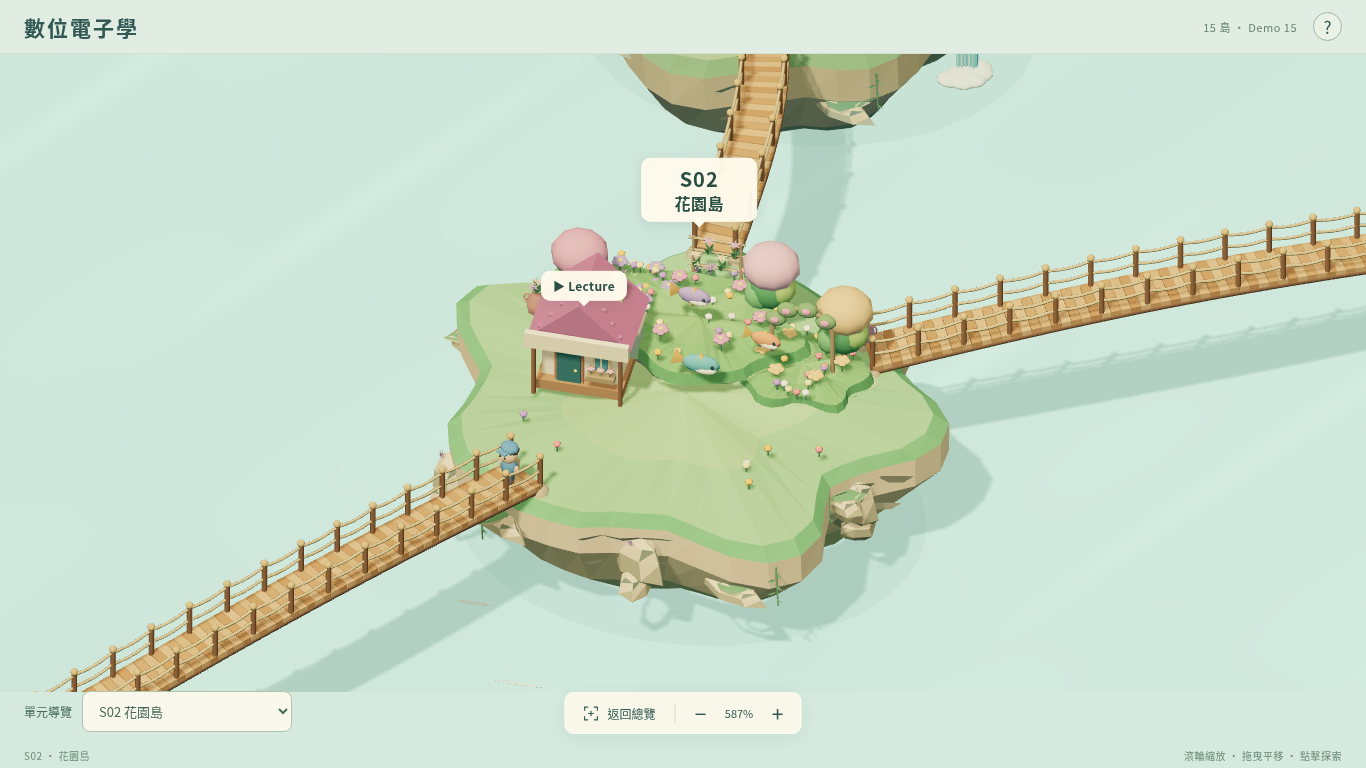 數位電子學
15 島 · Demo 15
?
S02
花園島
▶ Lecture
單元導覽
S02 花園島
返回總覽
− 587% +
S02 · 花園島
滾輪縮放 · 拖曳平移 · 點擊探索